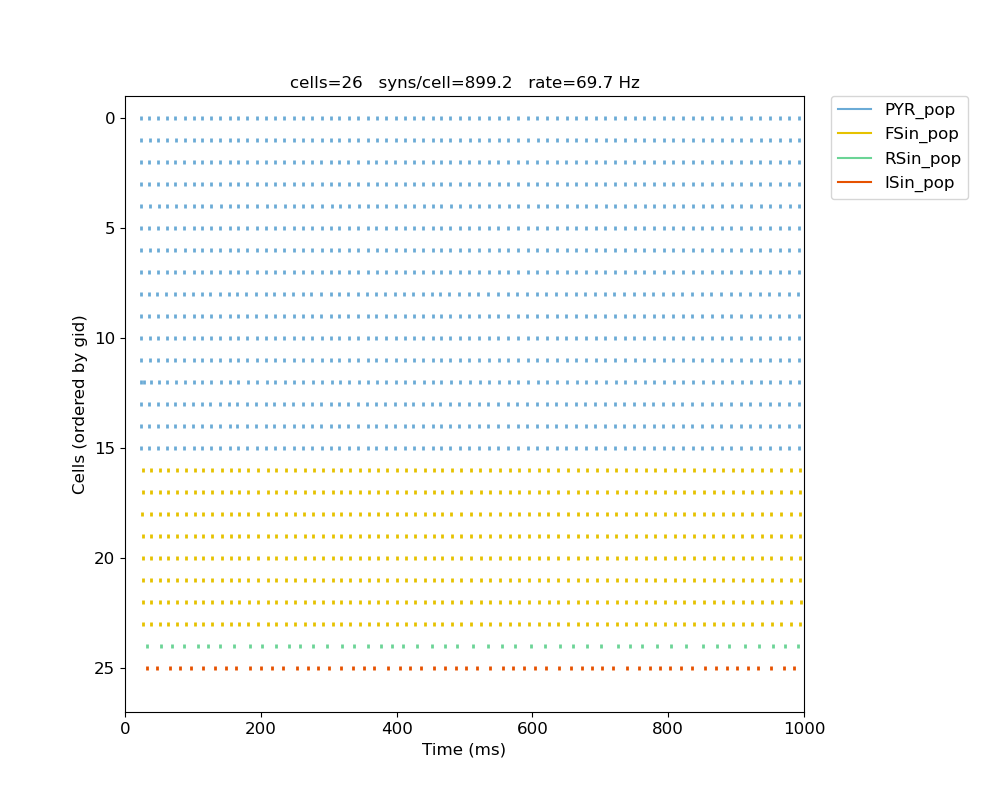 cells=26 syns/cell=899.2 rate=69.7 Hz
PYR_pop
FSin_pop
RSin_pop
ISin_pop
0
5
10
15
20
25
Cells (ordered by gid)
0 200 400 600 800 1000
Time (ms)